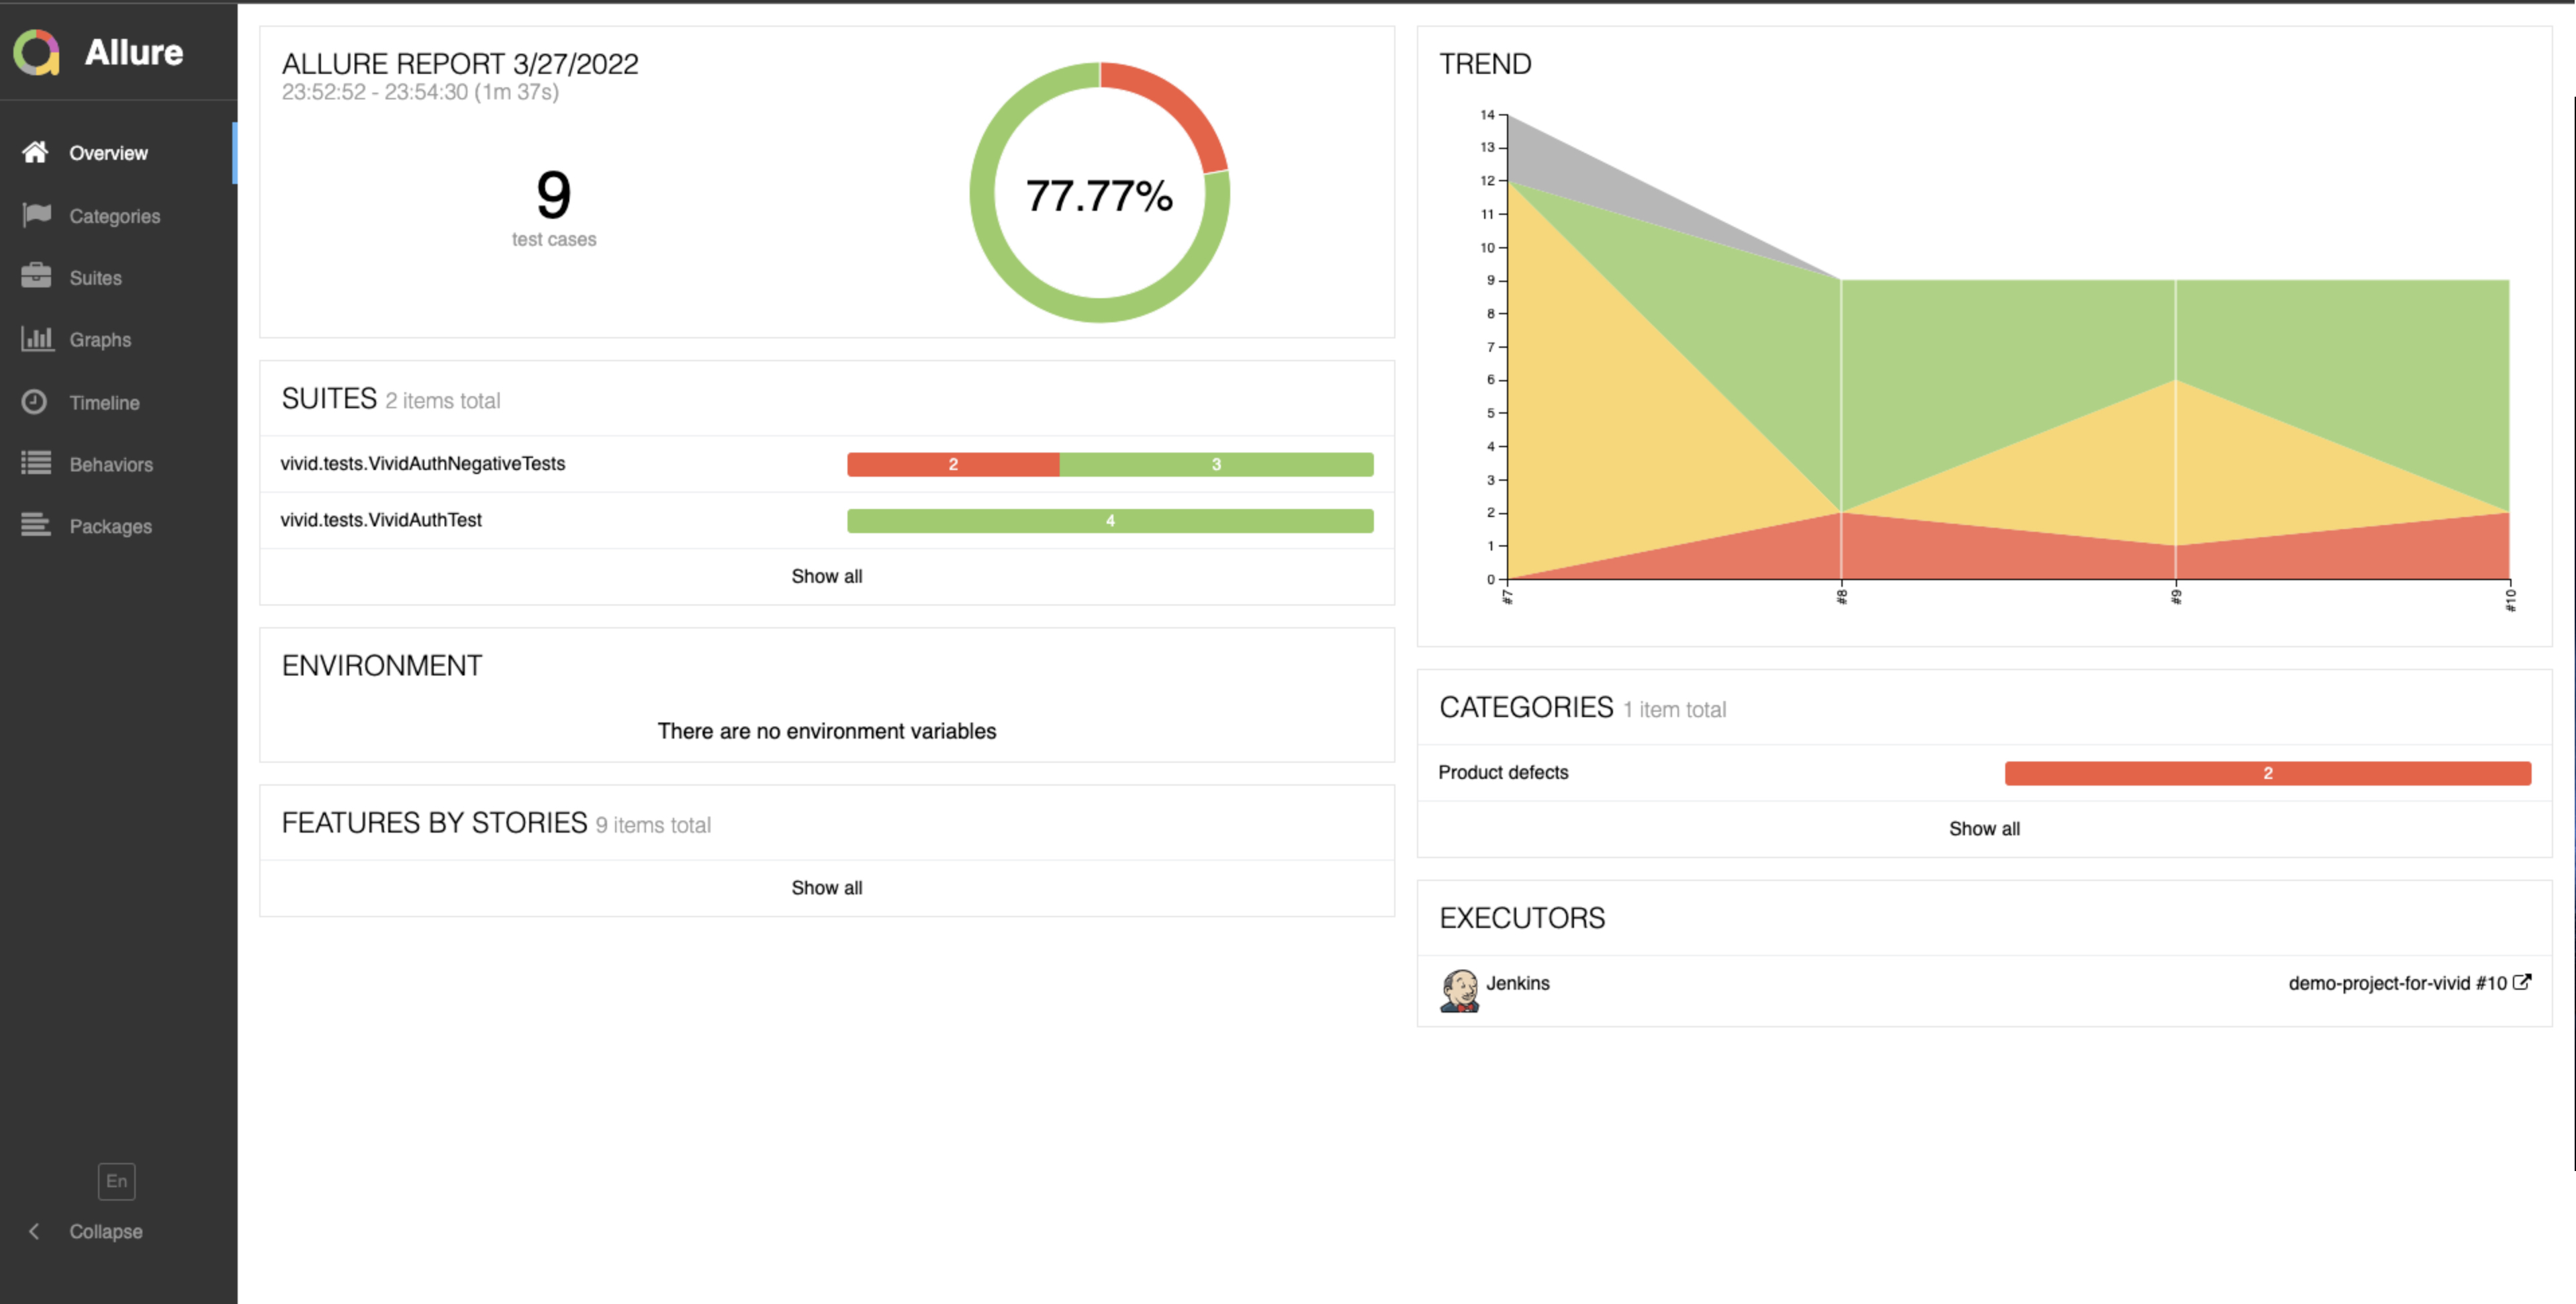 Allure
Overview
Categories
Suites
Graphs
Timeline
Behaviors
Packages
En
Collapse
ALLURE REPORT 3/27/2022
23:52:52 - 23:54:30 (1m 37s)
9
test cases
77.77%
SUITES 2 items total
vivid.tests.VividAuthNegativeTests 2 3
vivid.tests.VividAuthTest 4
Show all
ENVIRONMENT
There are no environment variables
FEATURES BY STORIES 9 items total
Show all
TREND
14
13
12
11
10
9
8
7
6
5
4
3
2
1
0
#7 #8 #9 #10
CATEGORIES 1 item total
Product defects 2
Show all
EXECUTORS
Jenkins demo-project-for-vivid #10